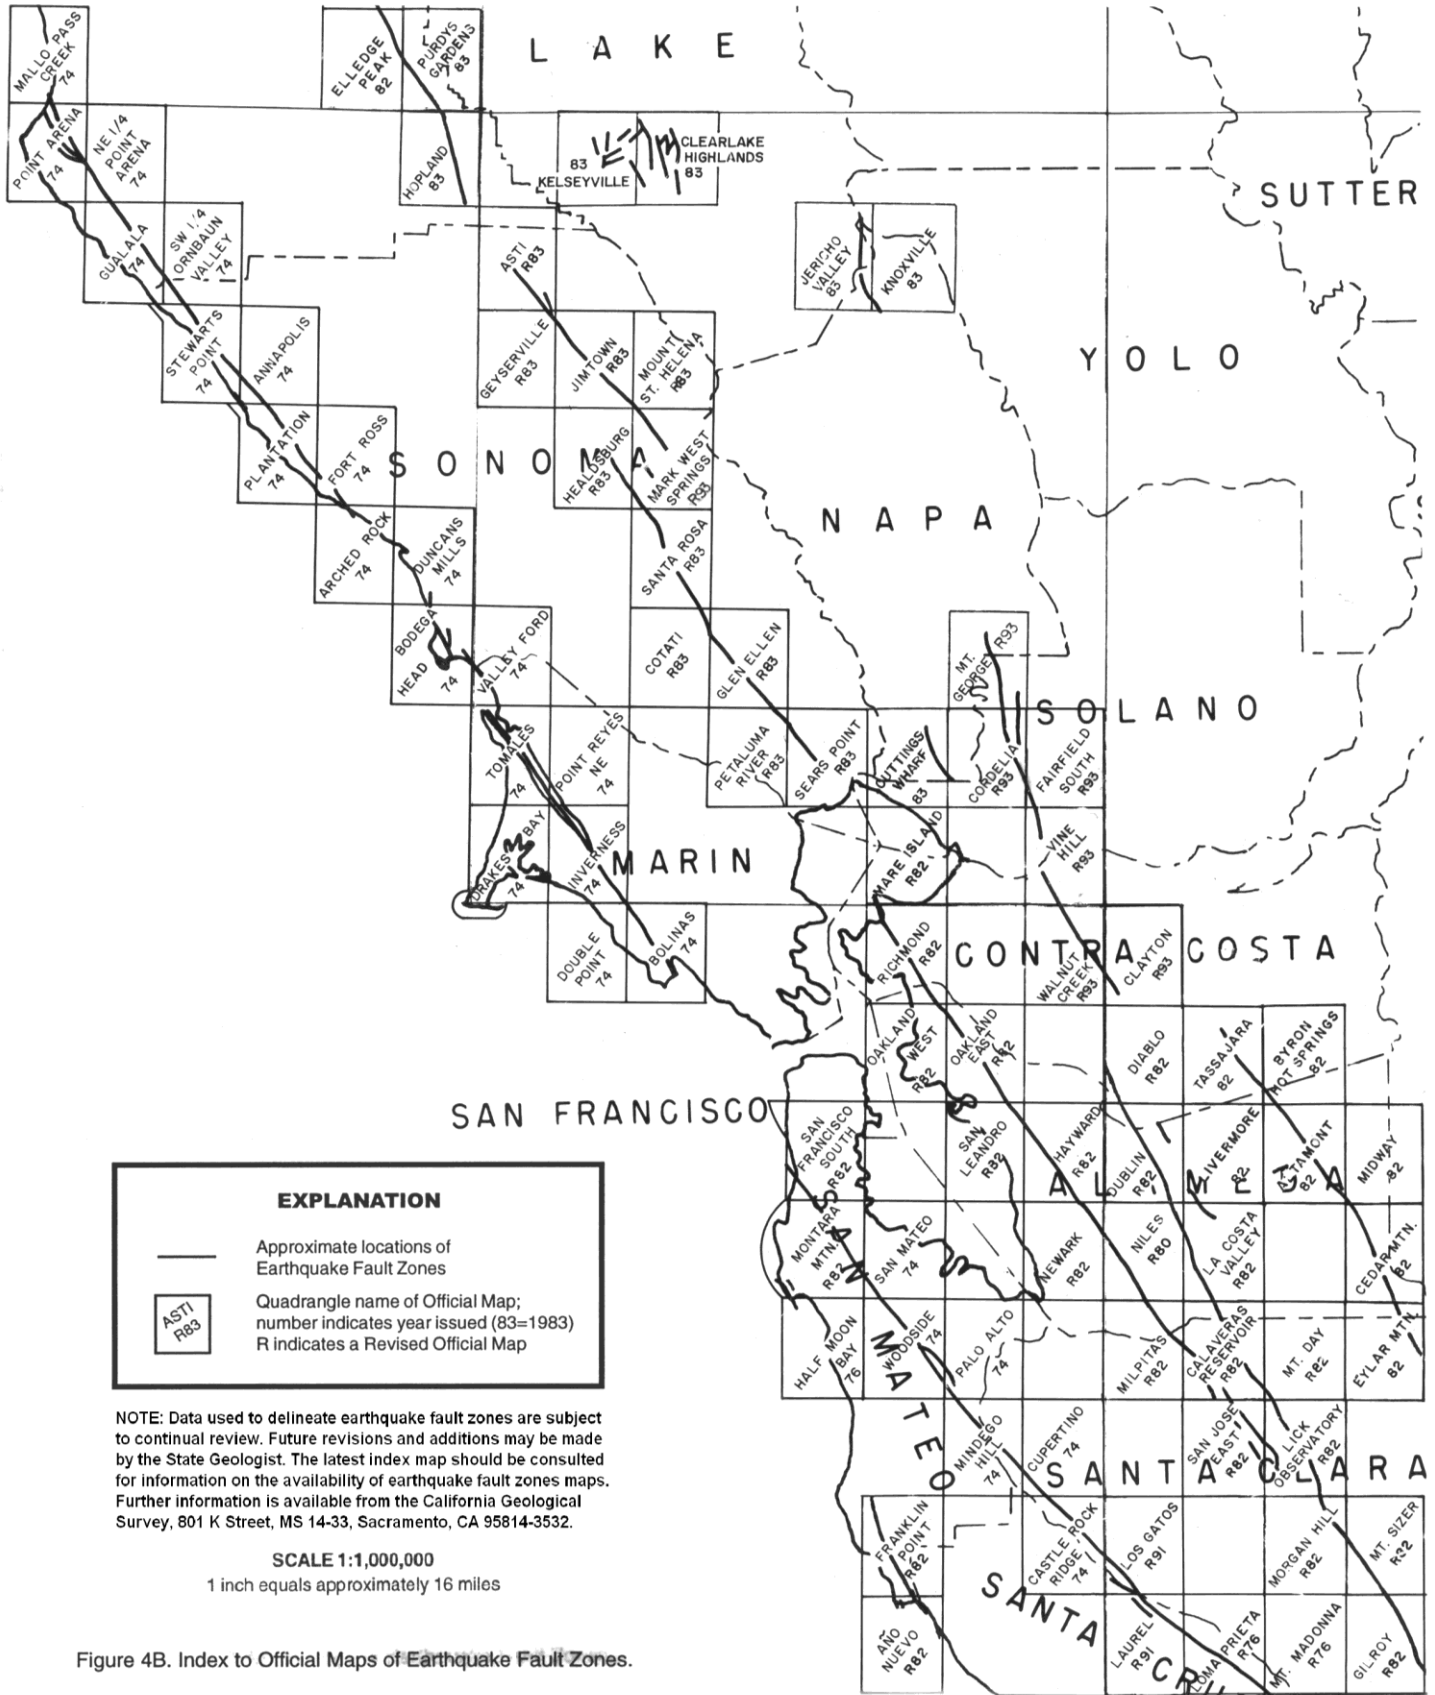 MALLO PASS
CREEK
74
ELLEDGE
PEAK
82
PURDYS
GARDENS
83
LAKE
POINT ARENA
74
NE 1/4
POINT
ARENA
74
HOPLAND
83
83
KELSEYVILLE
CLEARLAKE
HIGHLANDS
83
SUTTER
GUALALA
74
SW 1/4
ORNBAUN
VALLEY
74
ASTI
R83
JERICHO
VALLEY
83
KNOXVILLE
83
STEWARTS
POINT
74
ANNAPOLIS
74
GEYSERVILLE
R83
JIMTOWN
R83
MOUNT
ST. HELENA
R83
YOLO
PLANTATION
74
FORT ROSS
74
SONOMA
HEALDSBURG
R83
MARK WEST
SPRINGS
R93
NAPA
ARCHED ROCK
74
DUNCANS
MILLS
74
SANTA ROSA
R83
BODEGA
HEAD
74
VALLEY FORD
74
COTATI
R83
GLEN ELLEN
R83
MT.
GEORGE
R93
SOLANO
TOMALES
74
POINT REYES
NE
74
PETALUMA
RIVER
R83
SEARS POINT
R83
CUTTINGS
WHARF
83
CORDELIA
R93
FAIRFIELD
SOUTH
R93
DRAKES BAY
74
INVERNESS
74
MARIN
MARE ISLAND
R82
VINE
HILL
R93
DOUBLE
POINT
74
BOLINAS
74
RICHMOND
R82
CONTRA COSTA
WALNUT
CREEK
R93
CLAYTON
R93
OAKLAND
WEST
R82
OAKLAND
EAST
R82
DIABLO
R82
TASSAJARA
82
BYRON
HOT SPRINGS
82
SAN FRANCISCO
SAN
FRANCISCO
SOUTH
R82
SAN
LEANDRO
R82
HAYWARD
R82
DUBLIN
R82
LIVERMORE
82
ALTAMONT
82
MIDWAY
82
ALAMEDA
MONTARA
MTN.
R82
SAN MATEO
74
NEWARK
R82
NILES
R80
LA COSTA
VALLEY
R82
CEDAR MTN.
82
SAN MATEO
HALF MOON
BAY
76
WOODSIDE
74
PALO ALTO
74
MILPITAS
R82
CALAVERAS
RESERVOIR
R82
MT. DAY
R82
EYLAR MTN.
82
MINDEGO
HILL
74
CUPERTINO
74
SAN JOSE
EAST
R82
LICK
OBSERVATORY
R82
SANTA CLARA
FRANKLIN
POINT
R82
CASTLE ROCK
RIDGE
74
LOS GATOS
R91
MORGAN HILL
R82
MT. SIZER
R82
SANTA
CRU
AÑO
NUEVO
R82
LAUREL
R91
LOMA PRIETA
R76
MT. MADONNA
R76
GILROY
R82
EXPLANATION
Approximate locations of
Earthquake Fault Zones
ASTI
R83
Quadrangle name of Official Map;
number indicates year issued (83=1983)
R indicates a Revised Official Map
NOTE: Data used to delineate earthquake fault zones are subject
to continual review. Future revisions and additions may be made
by the State Geologist. The latest index map should be consulted
for information on the availability of earthquake fault zones maps.
Further information is available from the California Geological
Survey, 801 K Street, MS 14-33, Sacramento, CA 95814-3532.
SCALE 1:1,000,000
1 inch equals approximately 16 miles
Figure 4B. Index to Official Maps of Earthquake Fault Zones.